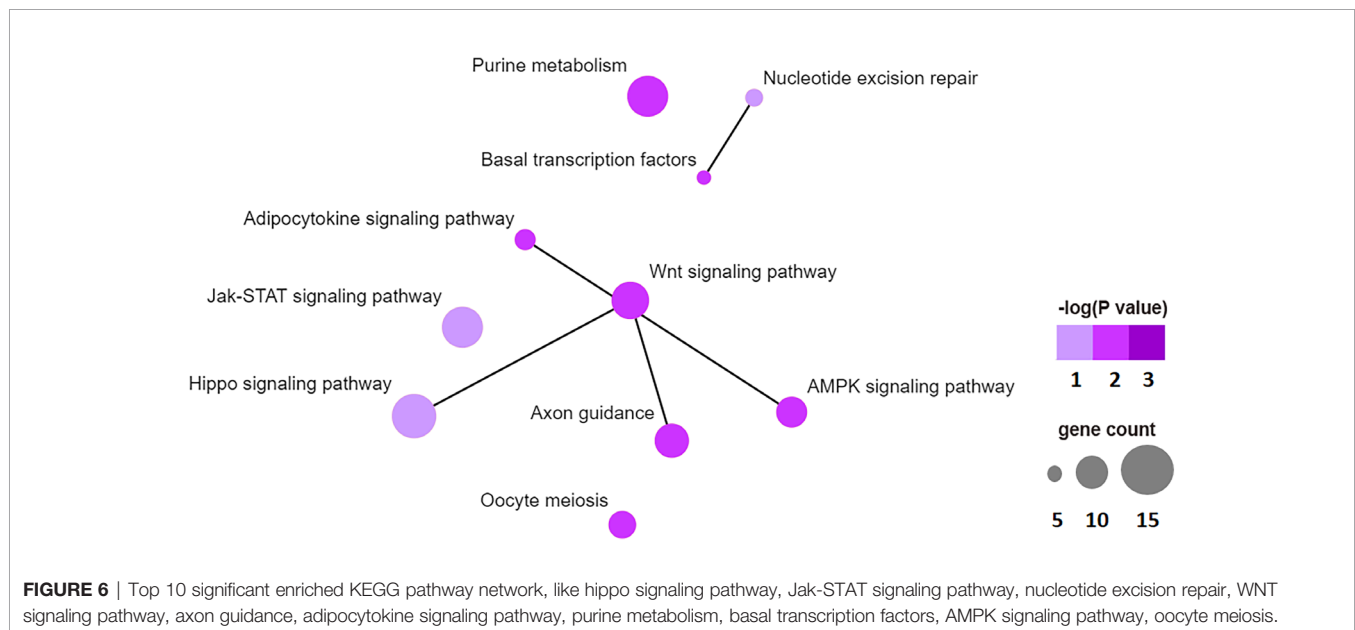 Purine metabolism
Nucleotide excision repair
Basal transcription factors
Adipocytokine signaling pathway
Wnt signaling pathway
Jak-STAT signaling pathway
-log(P value)
1 2 3
Hippo signaling pathway
AMPK signaling pathway
Axon guidance
gene count
5 10 15
Oocyte meiosis
FIGURE 6 | Top 10 significant enriched KEGG pathway network, like hippo signaling pathway, Jak-STAT signaling pathway, nucleotide excision repair, WNT
signaling pathway, axon guidance, adipocytokine signaling pathway, purine metabolism, basal transcription factors, AMPK signaling pathway, oocyte meiosis.